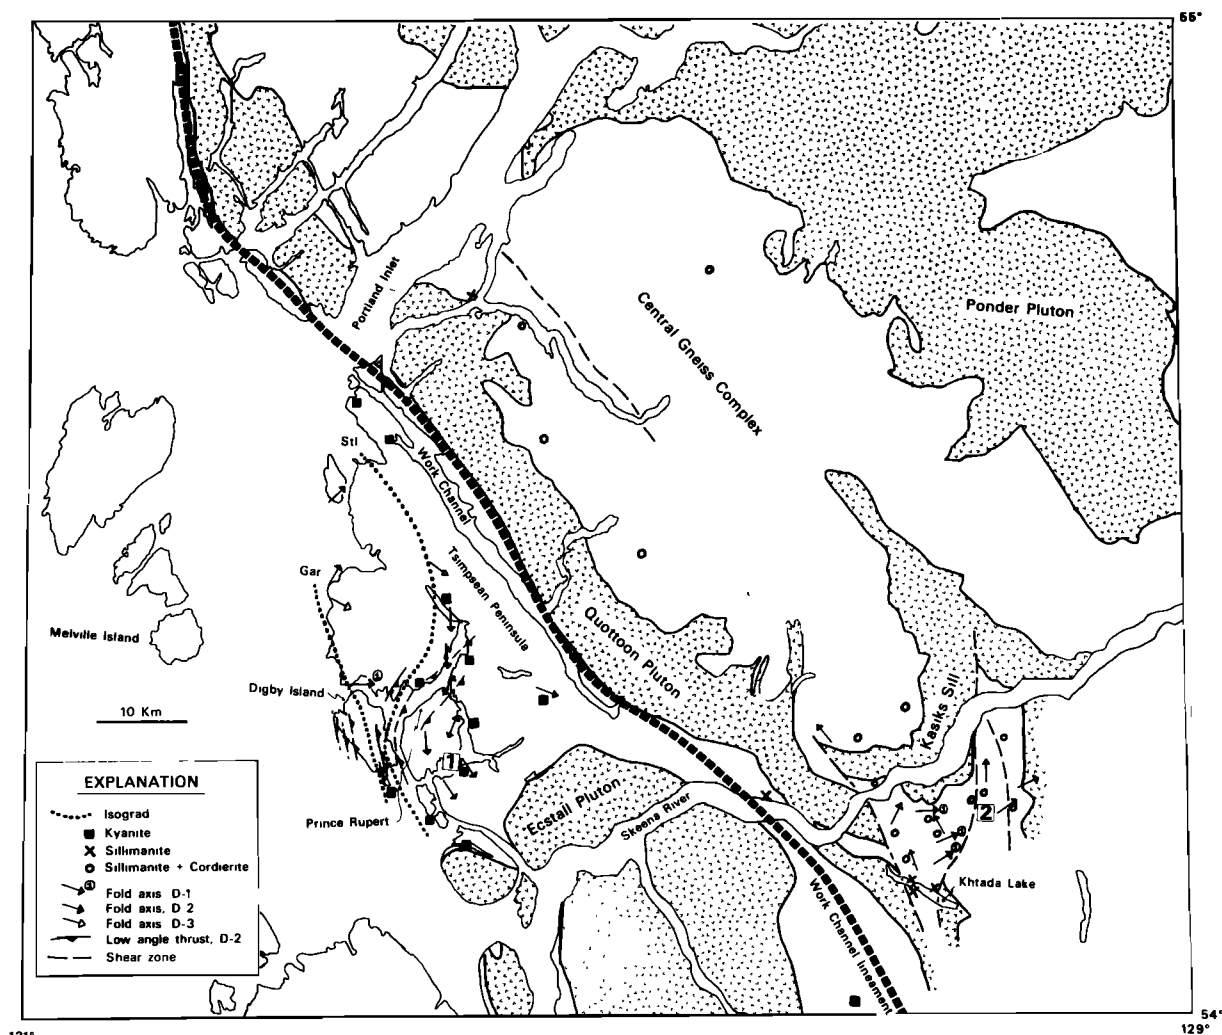 55°
Portland Inlet
Central Gneiss Complex
Ponder Pluton
Stl
Work Channel
Gar
Tsimpsean Peninsula
Melville Island
Quottoon Pluton
Digby Island
10 Km
Kasiks Sill
1
2
Ecstall Pluton
Skeena River
Prince Rupert
Khtada Lake
Work Channel lineament
EXPLANATION
Isograd
Kyanite
Sillimanite
Sillimanite + Cordierite
Fold axis D-1
Fold axis, D 2
Fold axis D-3
Low angle thrust, D-2
Shear zone
54°
131°
129°